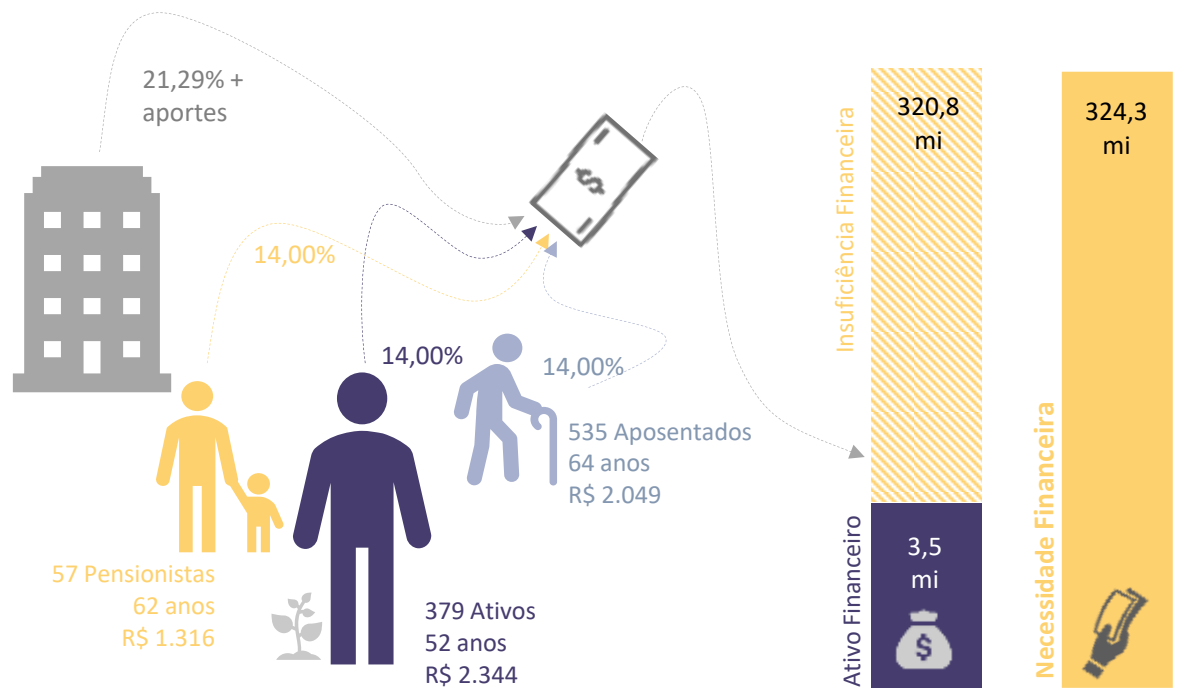 21,29% +
aportes
14,00%
14,00%
14,00%
535 Aposentados
64 anos
R$ 2.049
57 Pensionistas
62 anos
R$ 1.316
379 Ativos
52 anos
R$ 2.344
$
Insuficiência Financeira
320,8
mi
Ativo Financeiro
3,5
mi
$
Necessidade Financeira
324,3
mi